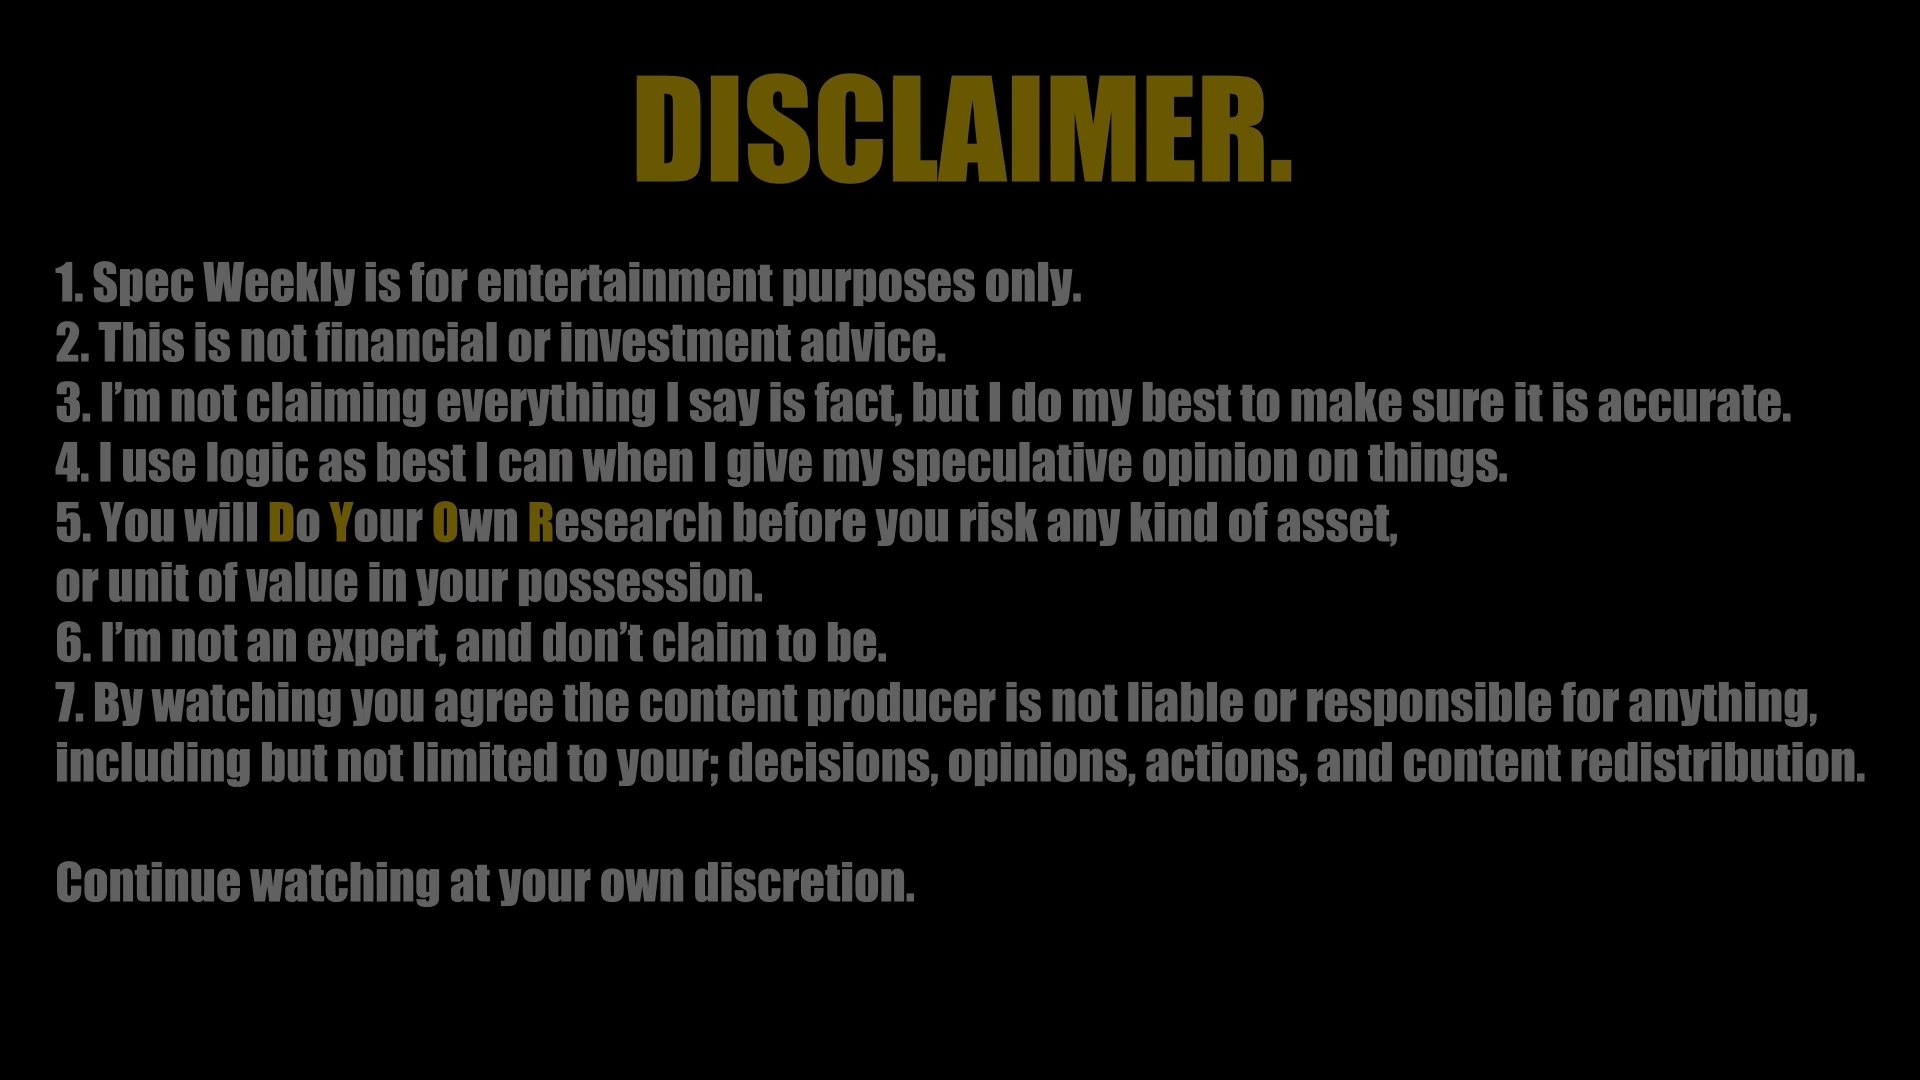 DISCLAIMER.
1. Spec Weekly is for entertainment purposes only.
2. This is not financial or investment advice.
3. I’m not claiming everything I say is fact, but I do my best to make sure it is accurate.
4. I use logic as best I can when I give my speculative opinion on things.
5. You will Do Your Own Research before you risk any kind of asset,
or unit of value in your possession.
6. I’m not an expert, and don’t claim to be.
7. By watching you agree the content producer is not liable or responsible for anything,
including but not limited to your; decisions, opinions, actions, and content redistribution.
Continue watching at your own discretion.